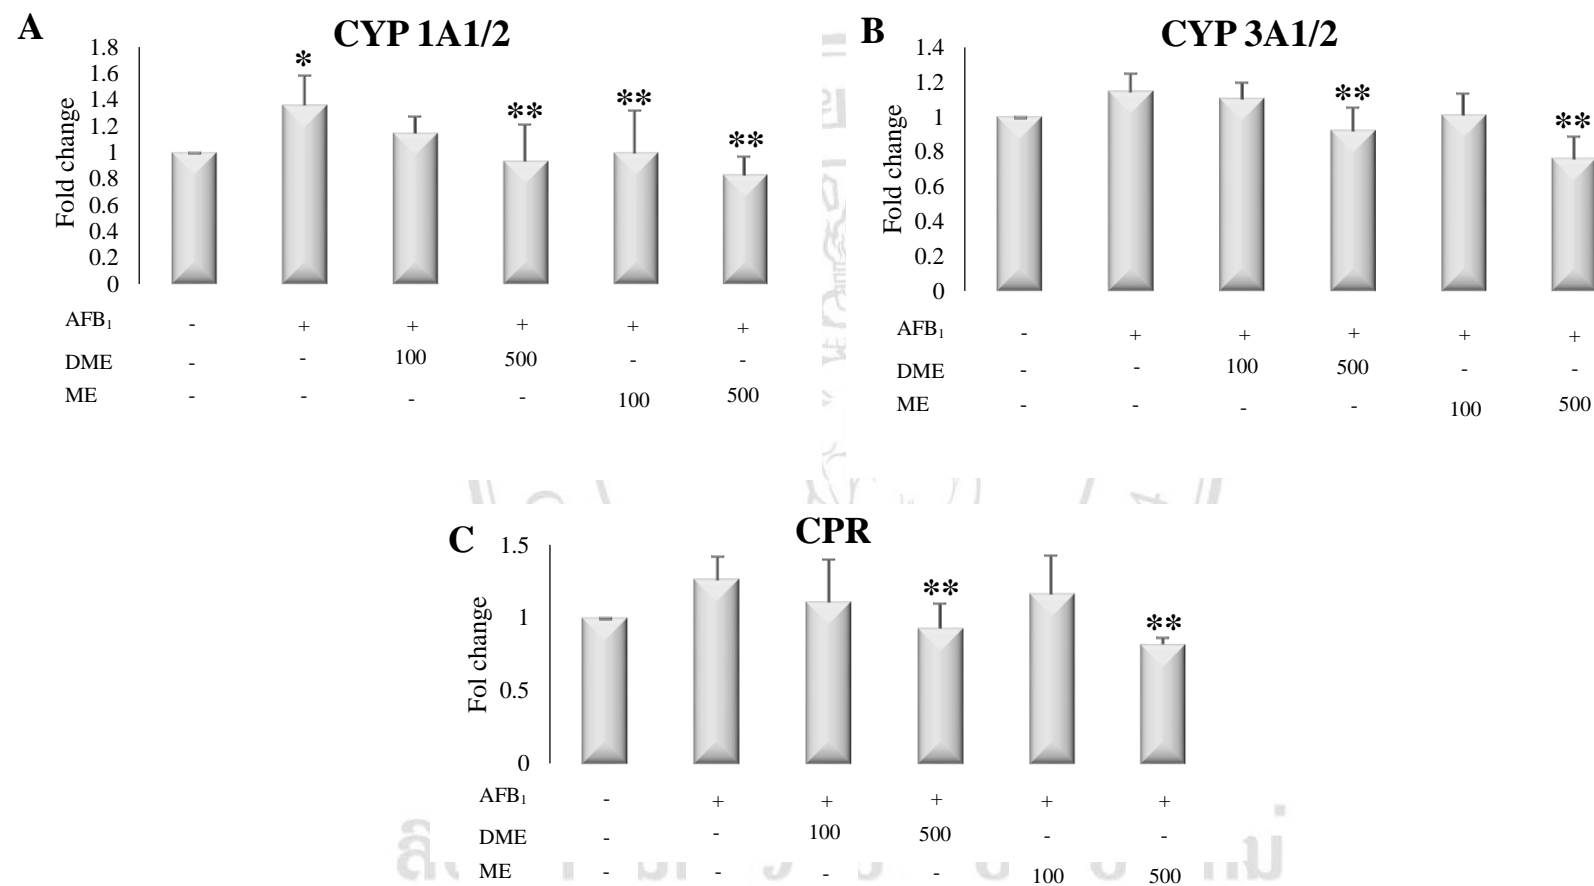 A
CYP 1A1/2
1.8
1.6
1.4
1.2
1
0.8
0.6
0.4
0.2
0
Fold change
*
**
**
**
AFB₁ - + + + + +
DME - - 100 500 - -
ME - - - - 100 500
B
CYP 3A1/2
1.4
1.2
1
0.8
0.6
0.4
0.2
0
Fold change
**
**
AFB₁ - + + + + +
DME - - 100 500 - -
ME - - - - 100 500
C
CPR
1.5
1
0.5
0
Fol change
**
**
AFB₁ - + + + + +
DME - - 100 500 - -
ME - - - - 100 500